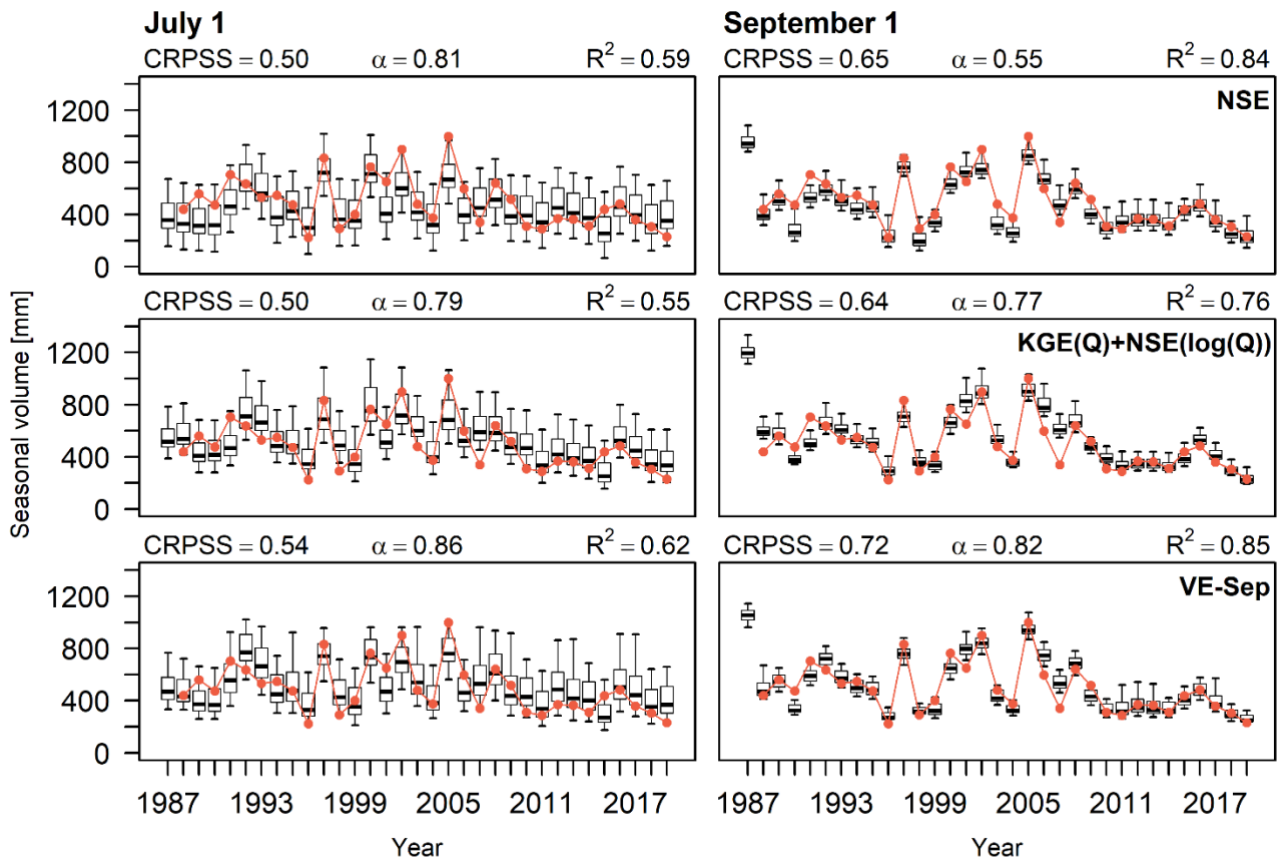 July 1
September 1
CRPSS = 0.50 α = 0.81 R² = 0.59
CRPSS = 0.65 α = 0.55 R² = 0.84
NSE
1200
800
400
0
CRPSS = 0.50 α = 0.79 R² = 0.55
CRPSS = 0.64 α = 0.77 R² = 0.76
KGE(Q)+NSE(log(Q))
Seasonal volume [mm]
1200
800
400
0
CRPSS = 0.54 α = 0.86 R² = 0.62
CRPSS = 0.72 α = 0.82 R² = 0.85
VE-Sep
1200
800
400
0
1987 1993 1999 2005 2011 2017
1987 1993 1999 2005 2011 2017
Year
Year